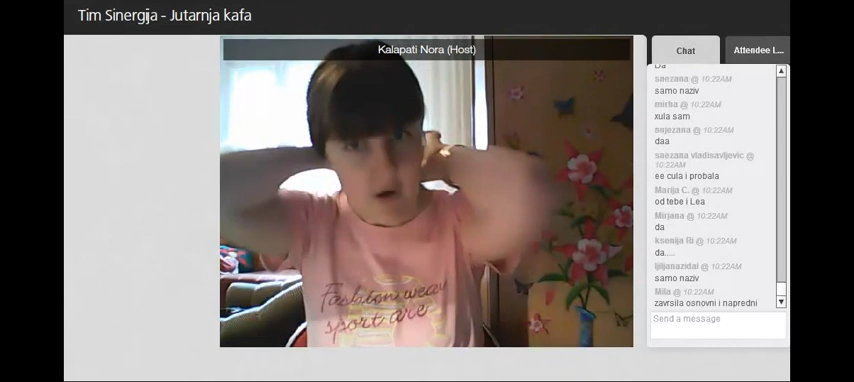 Tim Sinergija - Jutarnja kafa
Kalapati Nora (Host)
Chat
Attendee L...
Da
snezana @ 10:22AM
samo naziv
mirha @ 10:22AM
xula sam
snjezana @ 10:22AM
daa
snezana vladisavljevic @
10:22AM
ee cula i probala
Marija C. @ 10:22AM
od tebe i Lea
Mirjana @ 10:22AM
da
ksenija Ri @ 10:22AM
da.....
ljiljanazidai @ 10:22AM
samo naziv
Mila @ 10:22AM
zavrsila osnovni i napredni
Send a message
Fashion wear
sport are